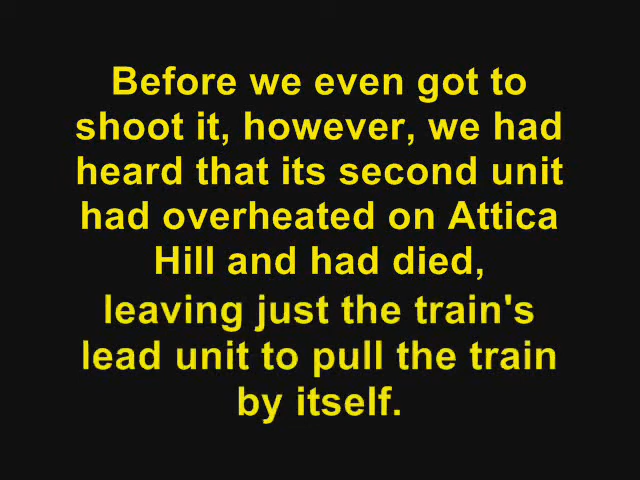 Before we even got to
shoot it, however, we had
heard that its second unit
had overheated on Attica
Hill and had died,
leaving just the train's
lead unit to pull the train
by itself.